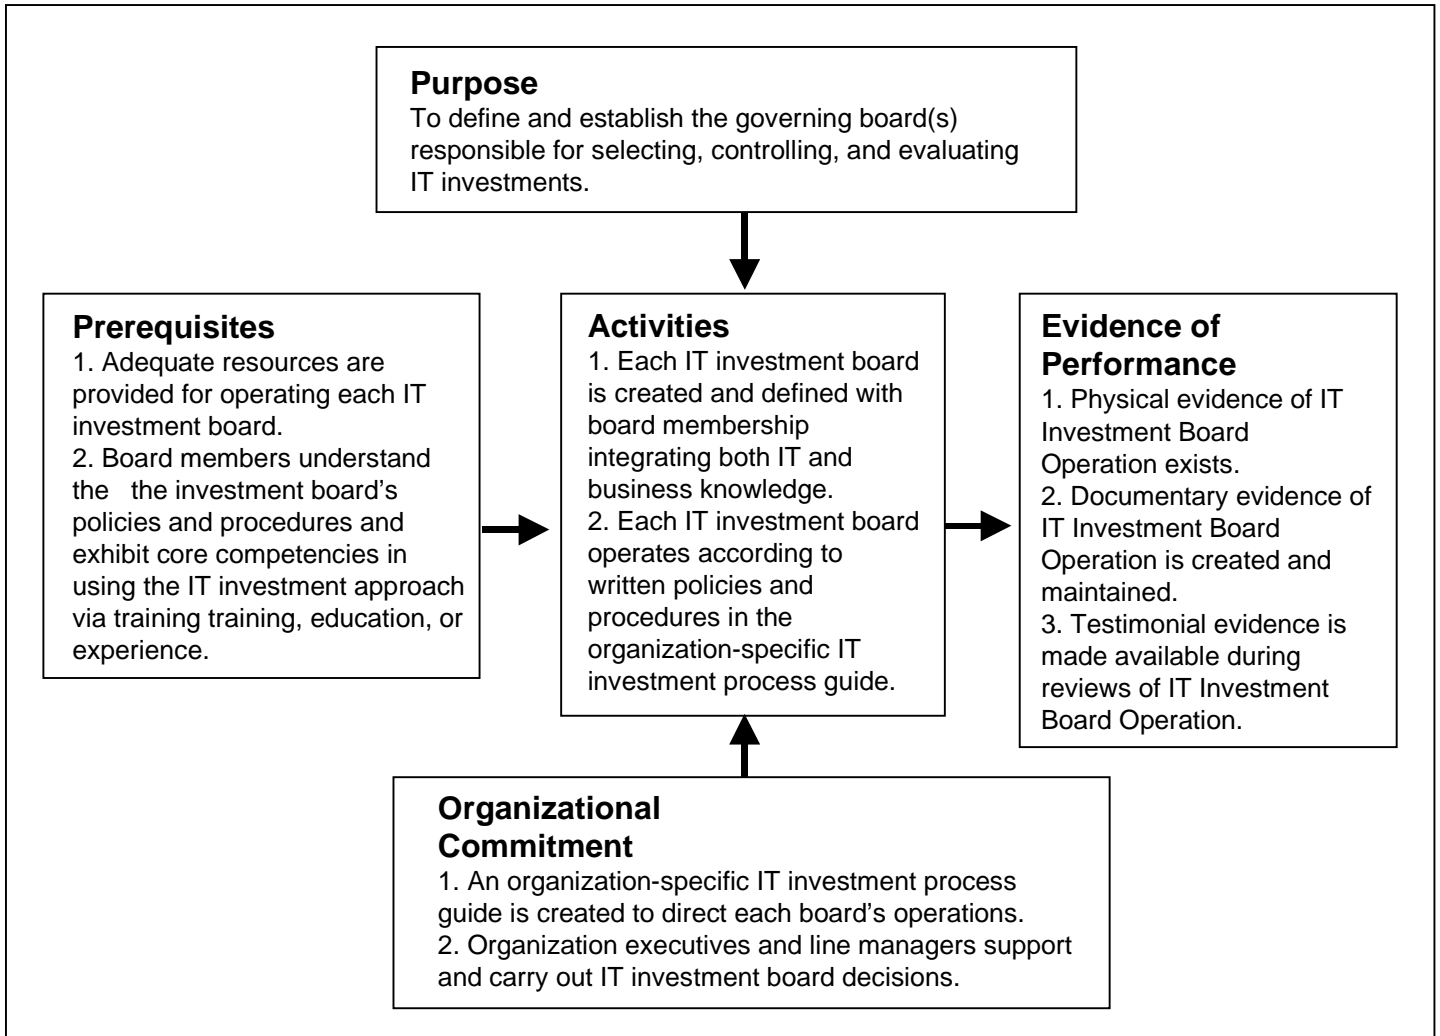 Purpose
To define and establish the governing board(s)
responsible for selecting, controlling, and evaluating
IT investments.
Prerequisites
1. Adequate resources are
provided for operating each IT
investment board.
2. Board members understand
the the investment board’s
policies and procedures and
exhibit core competencies in
using the IT investment approach
via training training, education, or
experience.
Activities
1. Each IT investment board
is created and defined with
board membership
integrating both IT and
business knowledge.
2. Each IT investment board
operates according to
written policies and
procedures in the
organization-specific IT
investment process guide.
Evidence of
Performance
1. Physical evidence of IT
Investment Board
Operation exists.
2. Documentary evidence of
IT Investment Board
Operation is created and
maintained.
3. Testimonial evidence is
made available during
reviews of IT Investment
Board Operation.
Organizational
Commitment
1. An organization-specific IT investment process
guide is created to direct each board’s operations.
2. Organization executives and line managers support
and carry out IT investment board decisions.